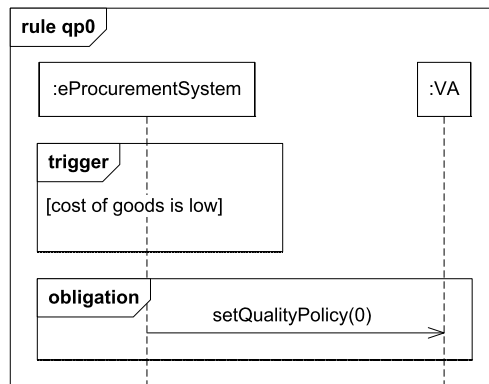 rule qp0
:eProcurementSystem
:VA
trigger
[cost of goods is low]
obligation
setQualityPolicy(0)